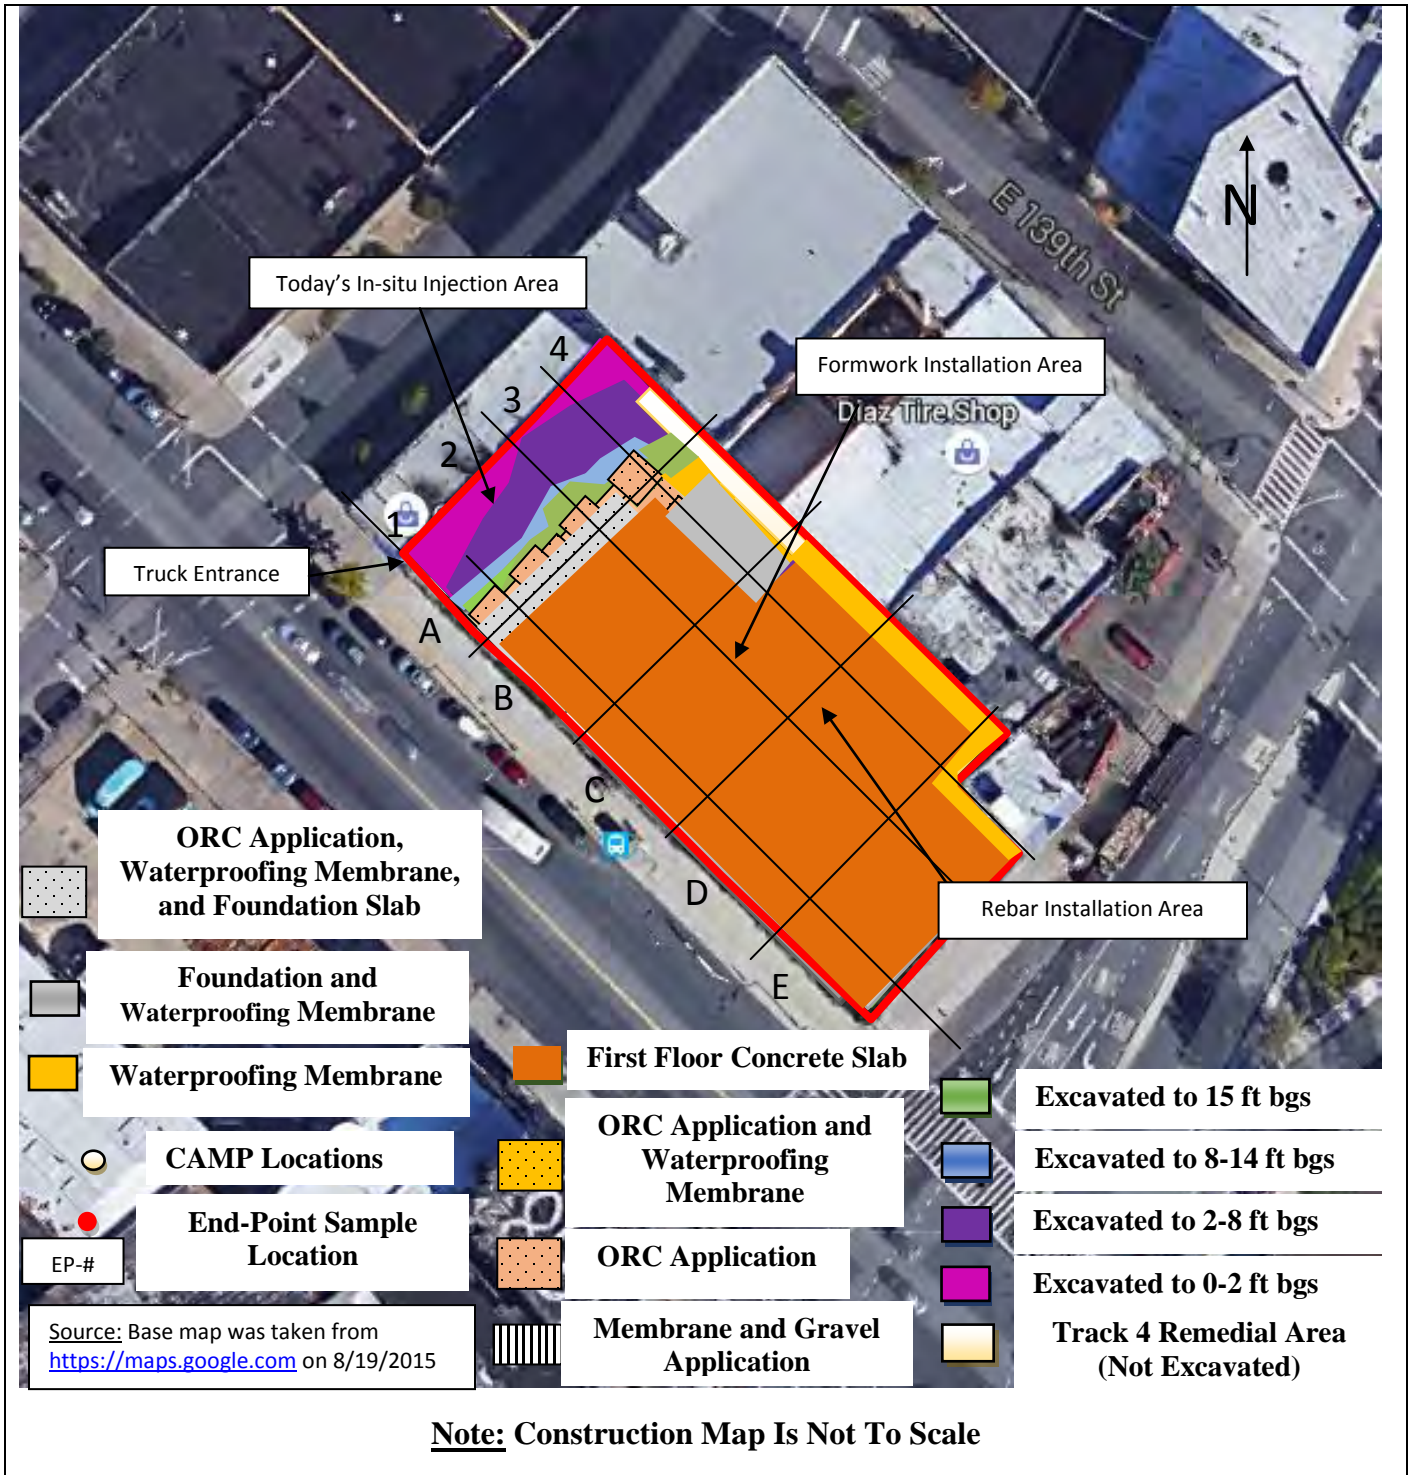 E 139th St
N
Today's In-situ Injection Area
4
Formwork Installation Area
3
Diaz Tire Shop
2
1
Truck Entrance
A
B
C
D
E
Rebar Installation Area
ORC Application,
Waterproofing Membrane,
and Foundation Slab
Foundation and
Waterproofing Membrane
Waterproofing Membrane
CAMP Locations
End-Point Sample
Location
EP-#
First Floor Concrete Slab
ORC Application and
Waterproofing
Membrane
ORC Application
Membrane and Gravel
Application
Excavated to 15 ft bgs
Excavated to 8-14 ft bgs
Excavated to 2-8 ft bgs
Excavated to 0-2 ft bgs
Track 4 Remedial Area
(Not Excavated)
Source: Base map was taken from
https://maps.google.com on 8/19/2015
Note: Construction Map Is Not To Scale